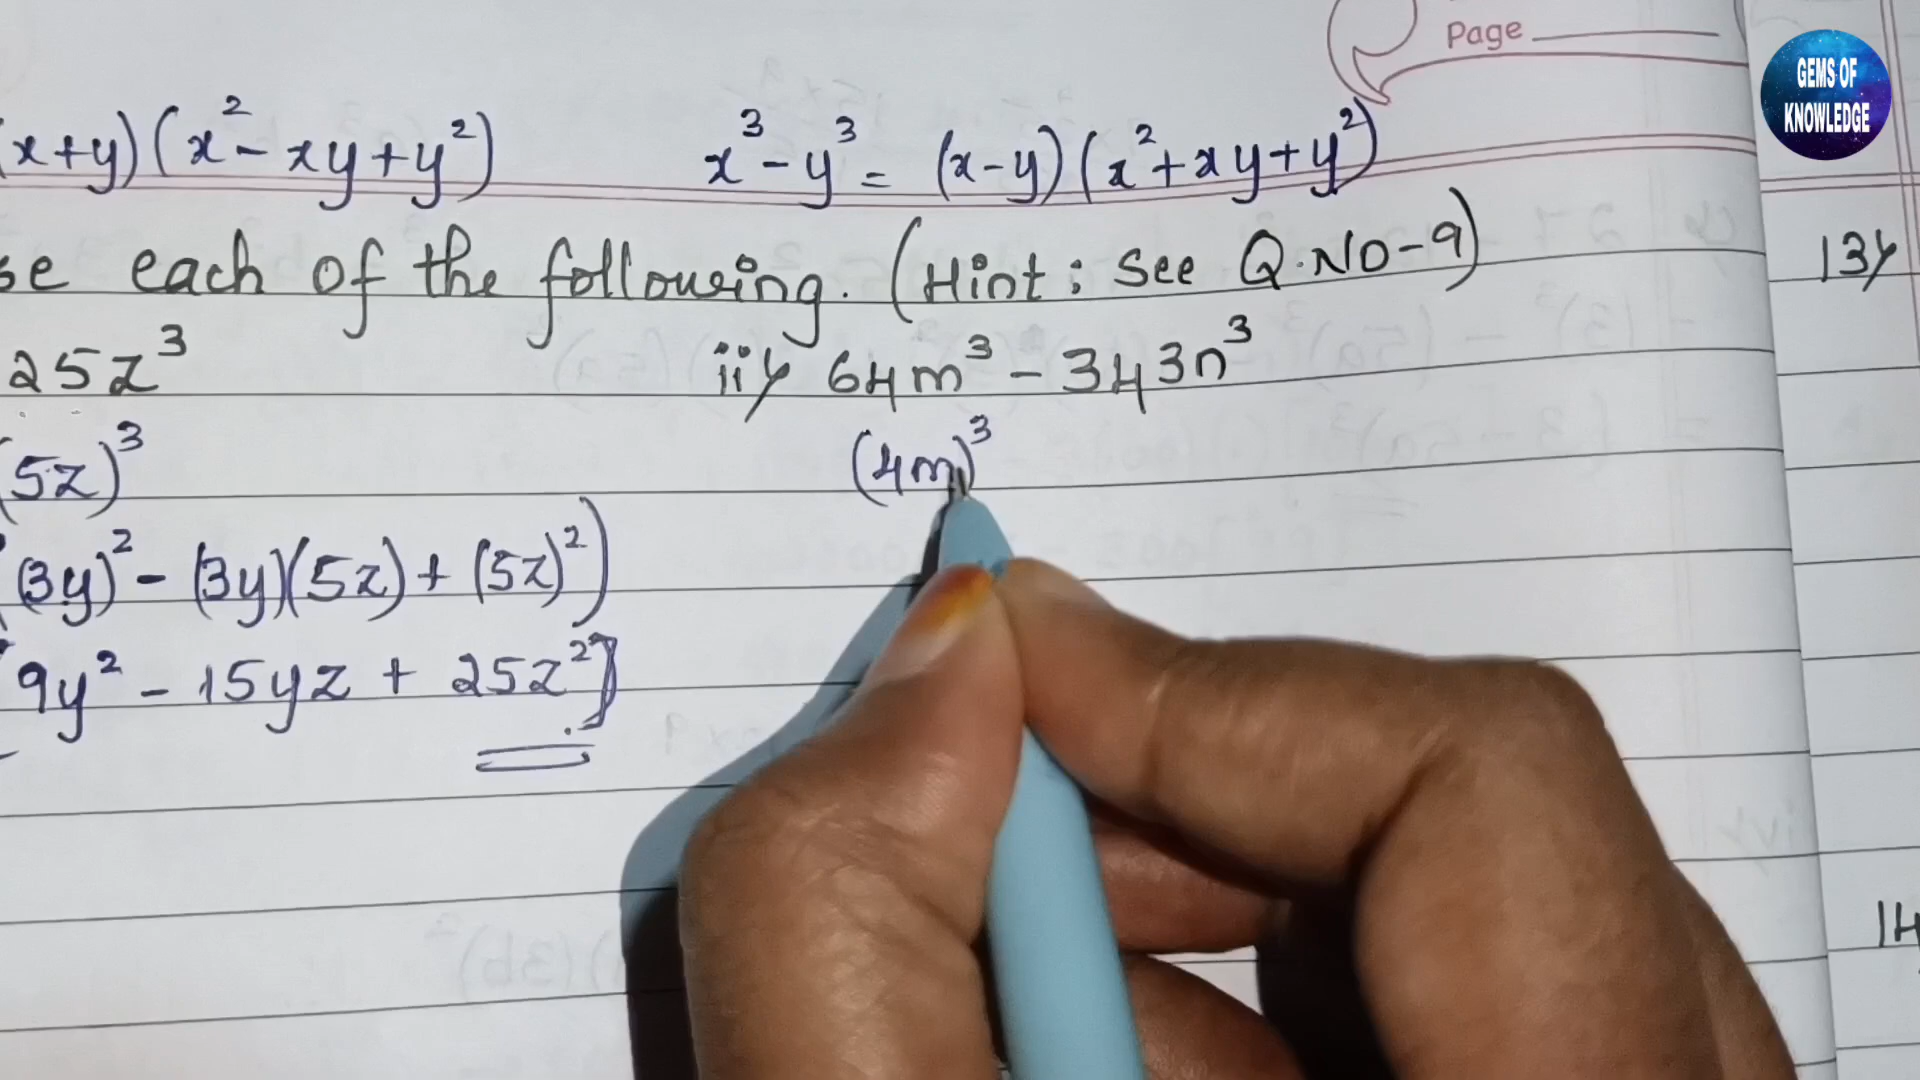 Page
GEMS OF
KNOWLEDGE
(x+y)(x²-xy+y²) x³-y³ = (x-y)(x²+xy+y²)
se each of the following. (Hint : See Q.No-9)
13)
25z³ ii) 64m³ - 343n³
(5z)³ (4m)³
(3y)² - (3y)(5z) + (5z)²)
[9y² - 15yz + 25z²]
14